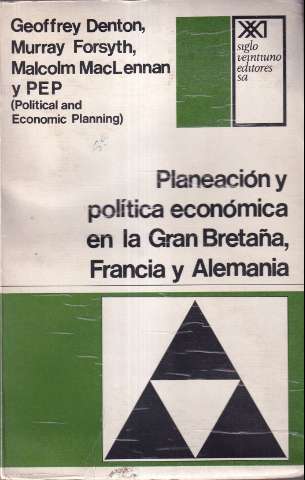 Geoffrey Denton,
Murray Forsyth,
Malcolm MacLennan
y PEP
(Political and
Economic Planning)
XXI
siglo
veintiuno
editores
sa
Planeación y
política económica
en la Gran Bretaña,
Francia y Alemania